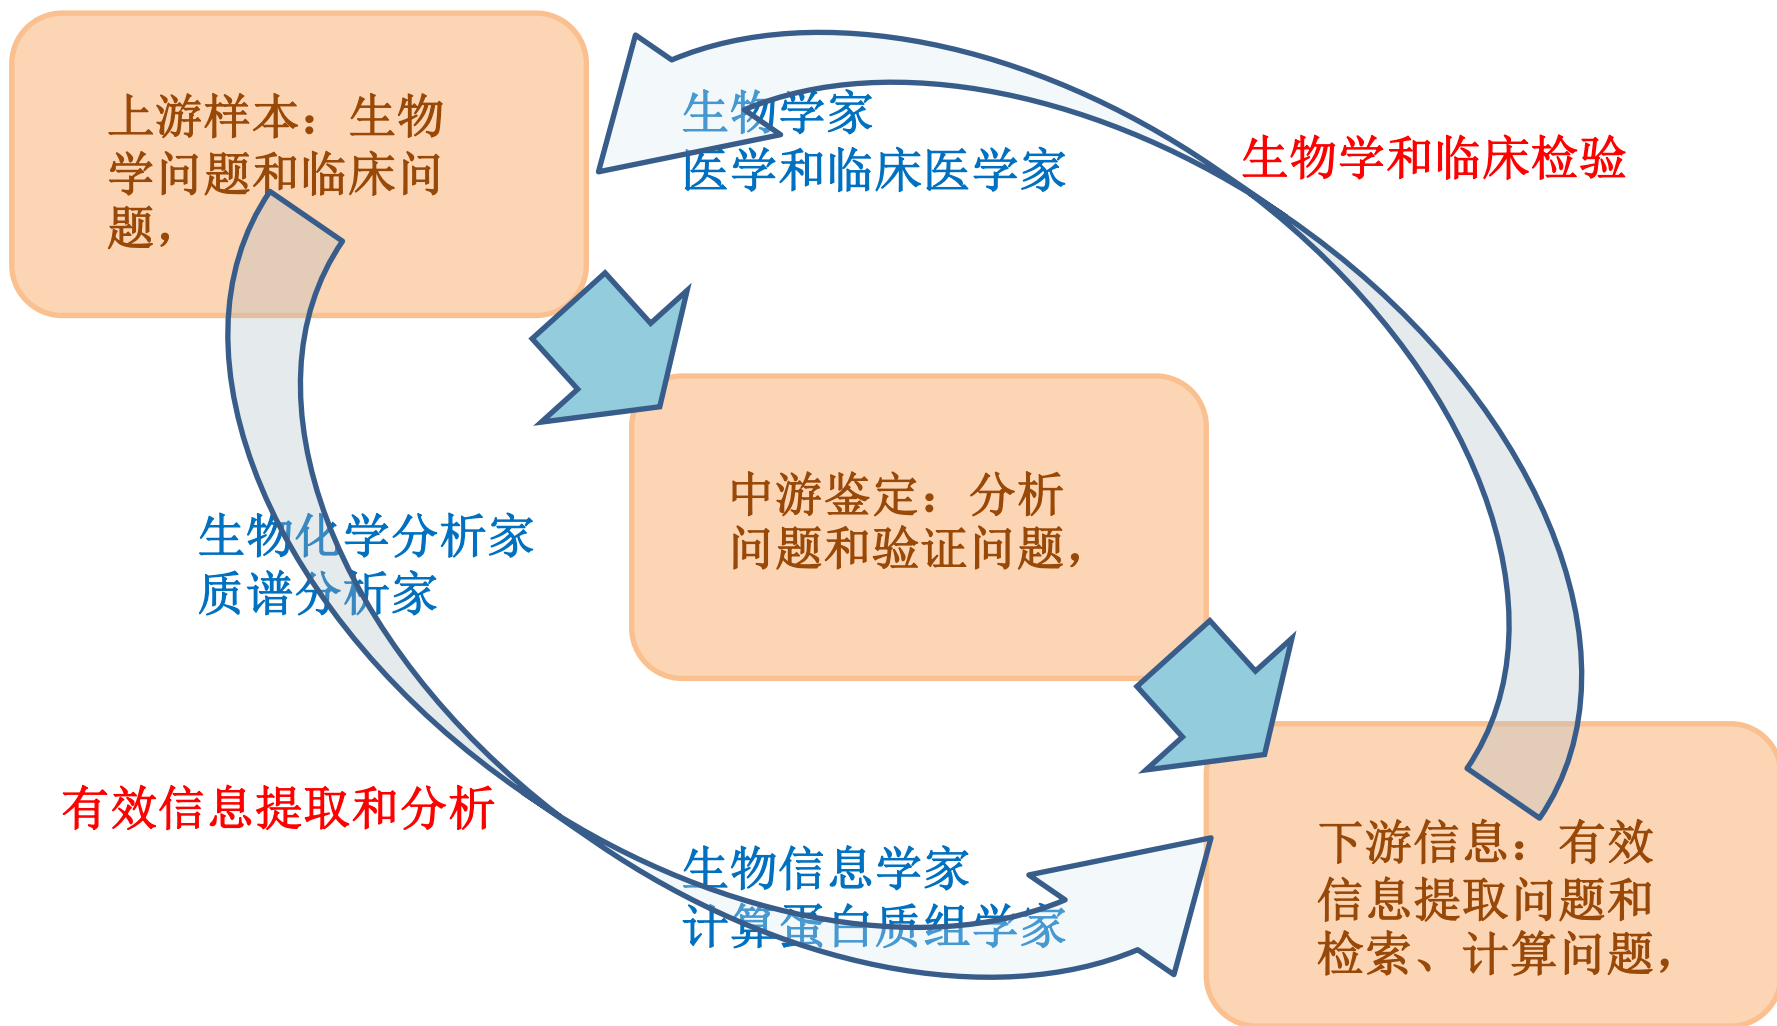 上游样本：生物
学问题和临床问
题，
生物学家
医学和临床医学家
生物学和临床检验
中游鉴定：分析
问题和验证问题，
生物化学分析家
质谱分析家
有效信息提取和分析
生物信息学家
计算蛋白质组学家
下游信息：有效
信息提取问题和
检索、计算问题，